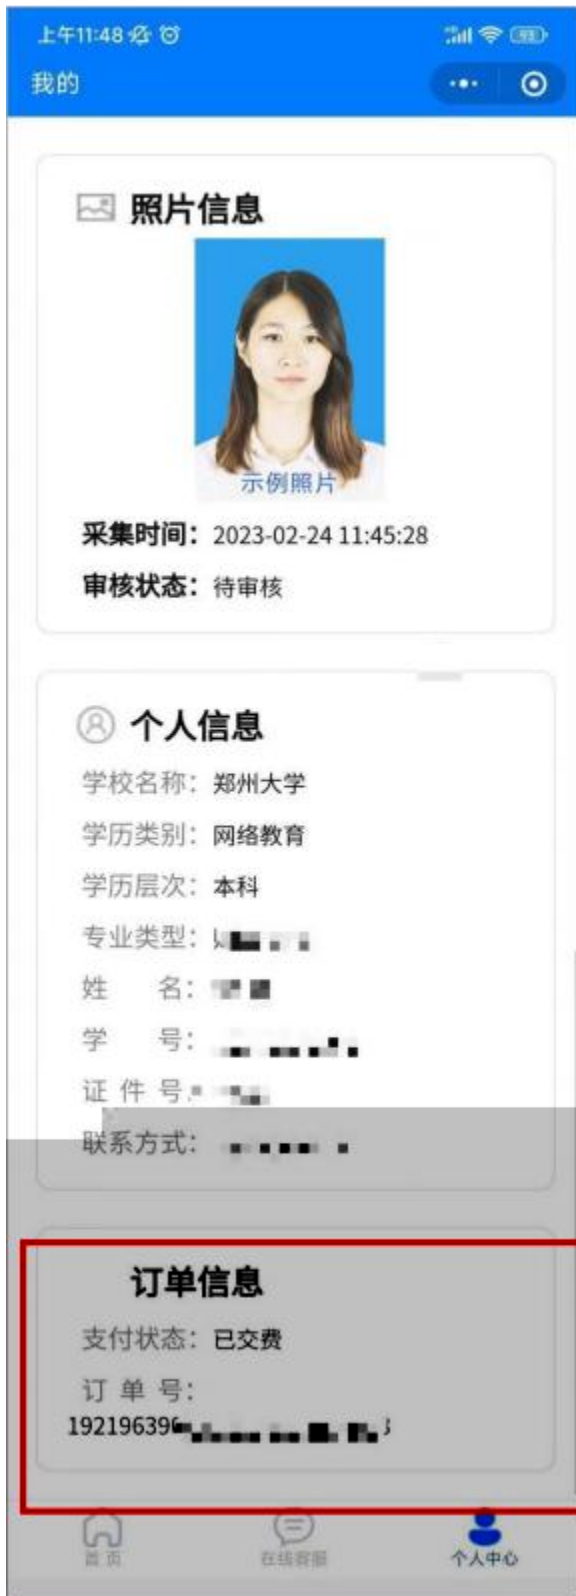 上午11:48
93
我的
照片信息
示例照片
采集时间：2023-02-24 11:45:28
审核状态：待审核
个人信息
学校名称：郑州大学
学历类别：网络教育
学历层次：本科
专业类型：
姓 名：
学 号：
证 件 号
联系方式：
订单信息
支付状态：已交费
订 单 号：
19219639
首页 在线客服 个人中心